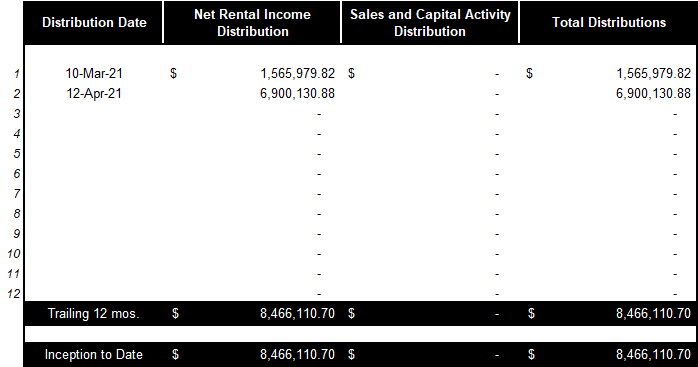 Distribution Date Net Rental Income Distribution Sales and Capital Activity Distribution Total Distributions
1 10-Mar-21 $ 1,565,979.82 $ - $ 1,565,979.82
2 12-Apr-21 6,900,130.88 - 6,900,130.88
3 - - -
4 - - -
5 - - -
6 - - -
7 - - -
8 - - -
9 - - -
10 - - -
11 - - -
12 - - -
Trailing 12 mos. $ 8,466,110.70 $ - $ 8,466,110.70
Inception to Date $ 8,466,110.70 $ - $ 8,466,110.70